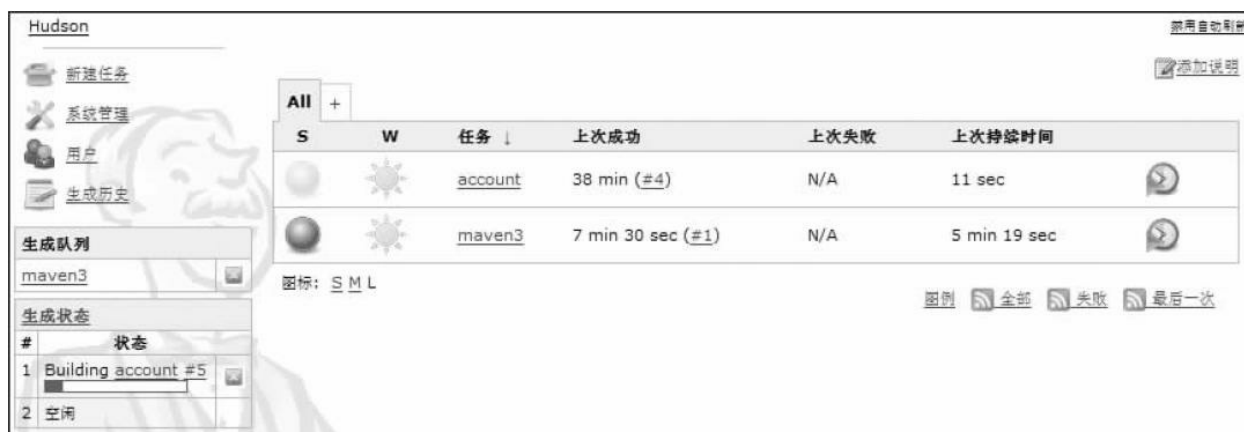 Hudson
禁用自动刷新
新建任务
系统管理
用户
生成历史
添加说明
All +
S W 任务 ↓ 上次成功 上次失败 上次持续时间
account 38 min (#4) N/A 11 sec
maven3 7 min 30 sec (#1) N/A 5 min 19 sec
图标: S M L
图例 全部 失败 最后一次
生成队列
maven3
生成状态
# 状态
1 Building account #5
2 空闲